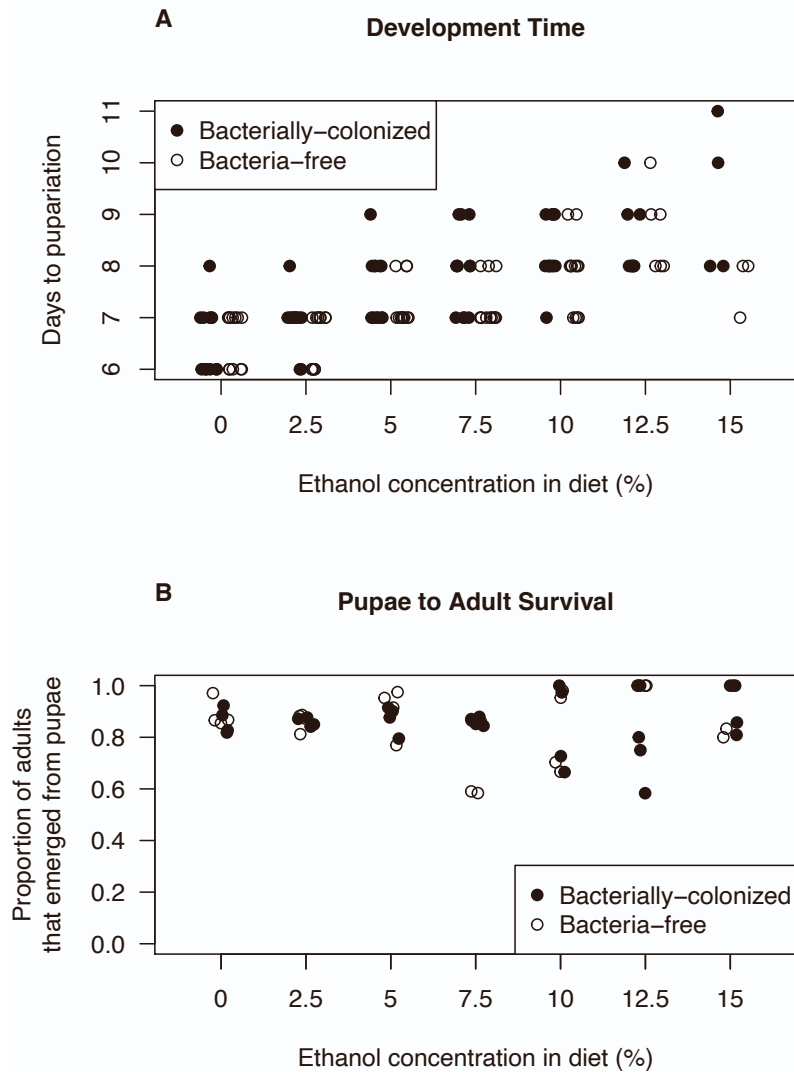 A
Development Time
Bacterially−colonized
Bacteria−free
Days to pupariation
11
10
9
8
7
6
0 2.5 5 7.5 10 12.5 15
Ethanol concentration in diet (%)
B
Pupae to Adult Survival
Proportion of adults
that emerged from pupae
1.0
0.8
0.6
0.4
0.2
0.0
Bacterially−colonized
Bacteria−free
0 2.5 5 7.5 10 12.5 15
Ethanol concentration in diet (%)